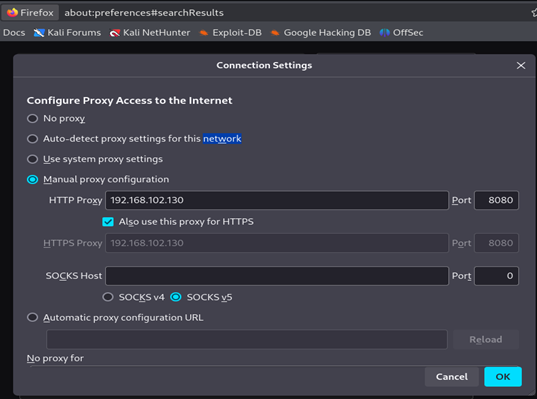 Firefox about:preferences#searchResults
Docs Kali Forums Kali NetHunter Exploit-DB Google Hacking DB OffSec
Connection Settings
Configure Proxy Access to the Internet
No proxy
Auto-detect proxy settings for this network
Use system proxy settings
Manual proxy configuration
HTTP Proxy 192.168.102.130 Port 8080
Also use this proxy for HTTPS
HTTPS Proxy 192.168.102.130 Port 8080
SOCKS Host Port 0
SOCKS v4 SOCKS v5
Automatic proxy configuration URL
Reload
No proxy for
Cancel OK